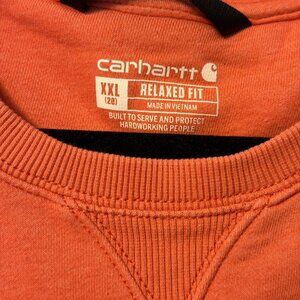 carhartt
XXL RELAXED FIT
(20) MADE IN VIETNAM
BUILT TO SERVE AND PROTECT
HARDWORKING PEOPLE